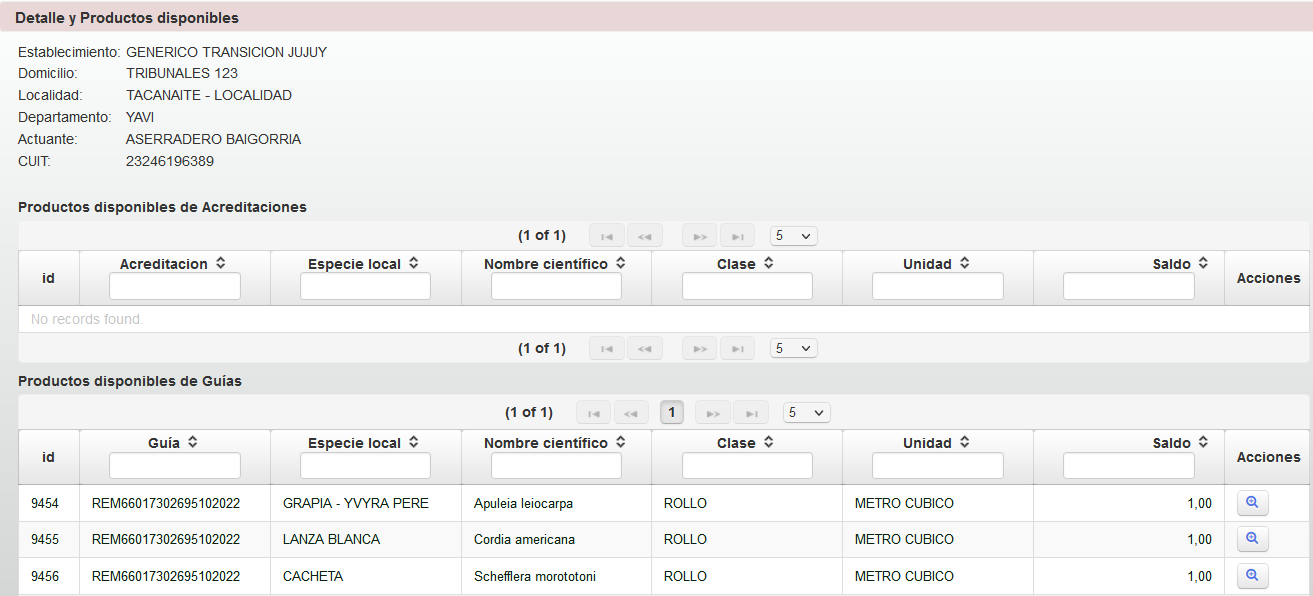 Detalle y Productos disponibles
Establecimiento: GENERICO TRANSICION JUJUY
Domicilio: TRIBUNALES 123
Localidad: TACANAITE - LOCALIDAD
Departamento: YAVI
Actuante: ASERRADERO BAIGORRIA
CUIT: 23246196389
Productos disponibles de Acreditaciones
(1 of 1) 5
id Acreditacion Especie local Nombre científico Clase Unidad Saldo Acciones
No records found.
(1 of 1) 5
Productos disponibles de Guías
(1 of 1) 1 5
id Guía Especie local Nombre científico Clase Unidad Saldo Acciones
9454 REM66017302695102022 GRAPIA - YVYRA PERE Apuleia leiocarpa ROLLO METRO CUBICO 1,00
9455 REM66017302695102022 LANZA BLANCA Cordia americana ROLLO METRO CUBICO 1,00
9456 REM66017302695102022 CACHETA Schefflera morototoni ROLLO METRO CUBICO 1,00